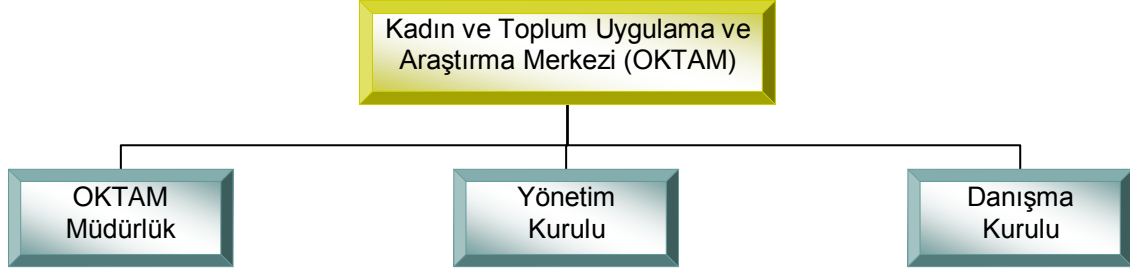 Kadın ve Toplum Uygulama ve
Araştırma Merkezi (OKTAM)
OKTAM
Müdürlük
Yönetim
Kurulu
Danışma
Kurulu